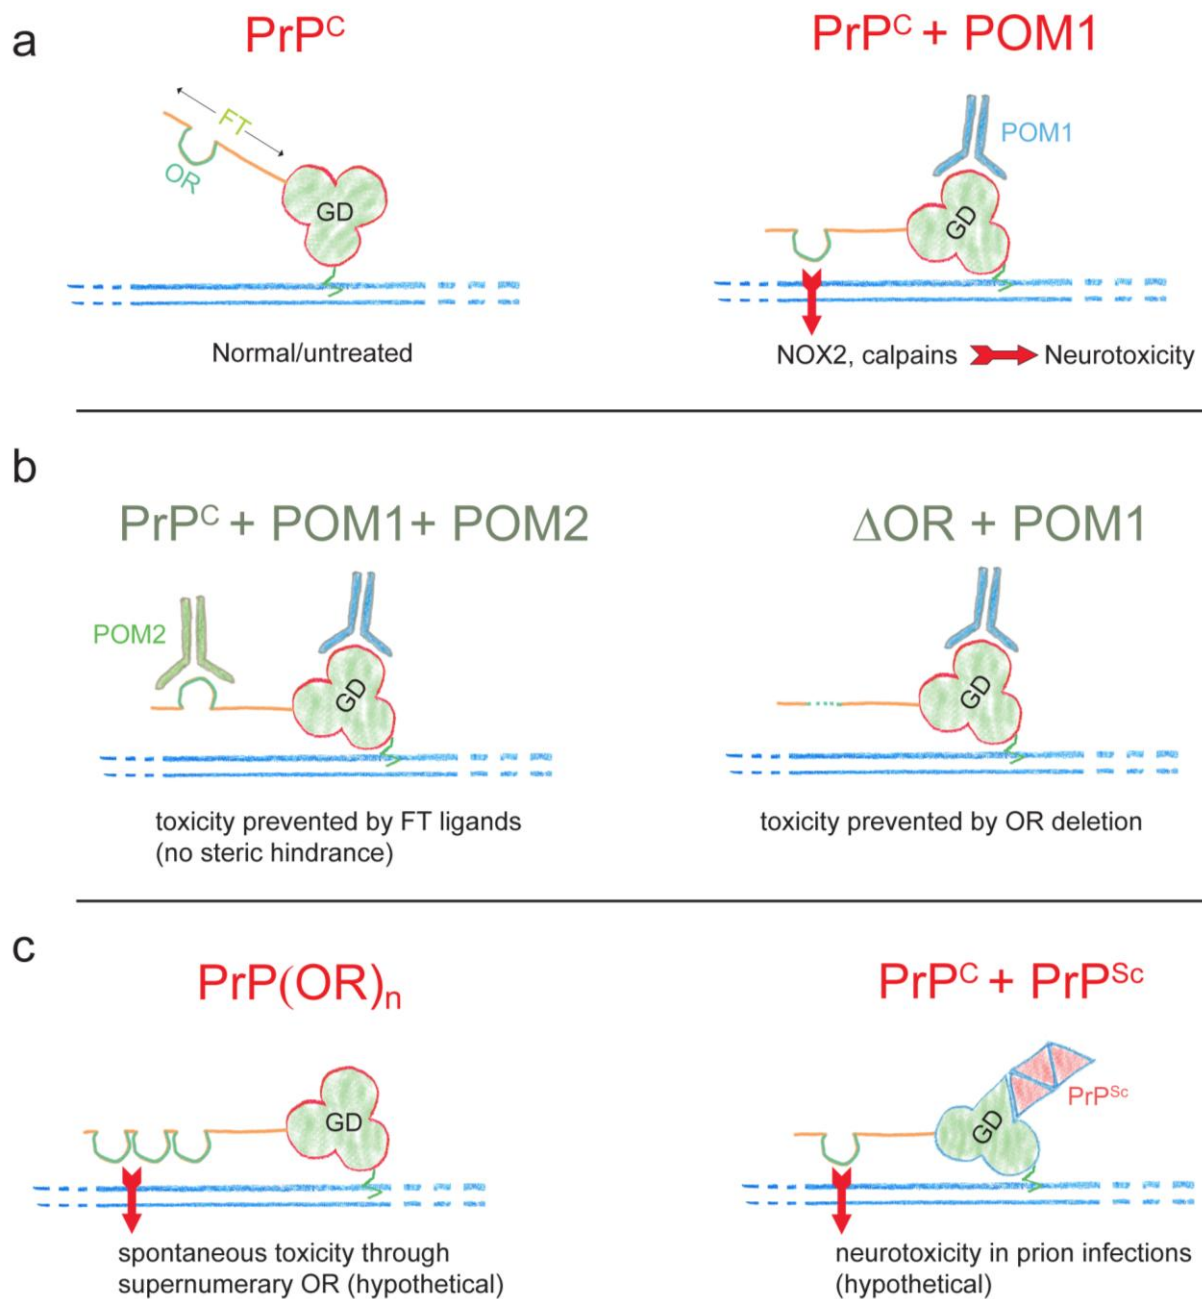 a
PrPᶜ
PrPᶜ + POM1
FT
OR
GD
POM1
GD
Normal/untreated
NOX2, calpains Neurotoxicity
b
PrPᶜ + POM1+ POM2
ΔOR + POM1
POM2
GD
GD
toxicity prevented by FT ligands
(no steric hindrance)
toxicity prevented by OR deletion
c
PrP(OR)ₙ
PrPᶜ + PrPˢᶜ
GD
GD
PrPˢᶜ
spontaneous toxicity through
supernumerary OR (hypothetical)
neurotoxicity in prion infections
(hypothetical)